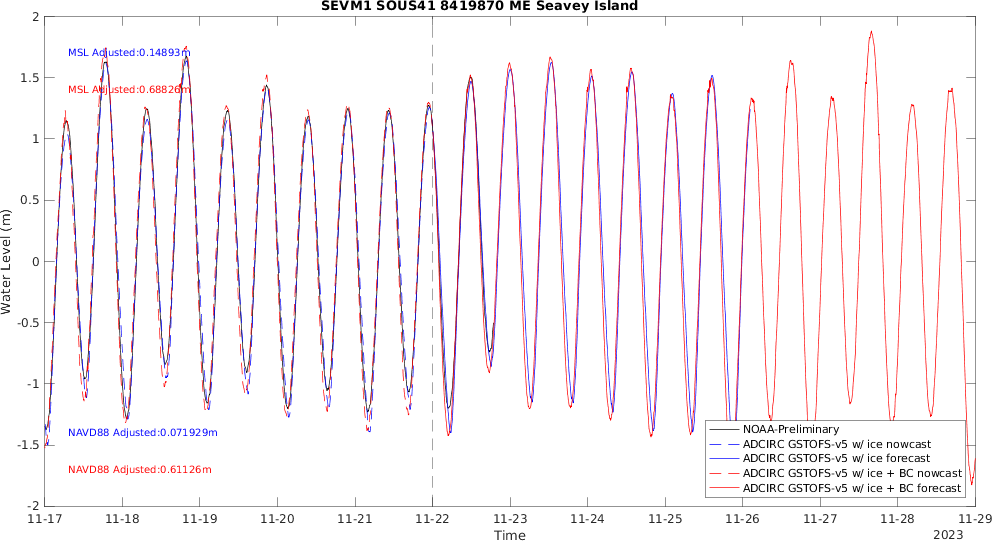 SEVM1 SOUS41 8419870 ME Seavey Island
2
1.5
1
0.5
0
-0.5
-1
-1.5
-2
Water Level (m)
MSL Adjusted:0.14893m
MSL Adjusted:0.68826m
NAVD88 Adjusted:0.071929m
NAVD88 Adjusted:0.61126m
NOAA-Preliminary
ADCIRC GSTOFS-v5 w/ ice nowcast
ADCIRC GSTOFS-v5 w/ ice forecast
ADCIRC GSTOFS-v5 w/ ice + BC nowcast
ADCIRC GSTOFS-v5 w/ ice + BC forecast
11-17 11-18 11-19 11-20 11-21 11-22 11-23 11-24 11-25 11-26 11-27 11-28 11-29
Time
2023